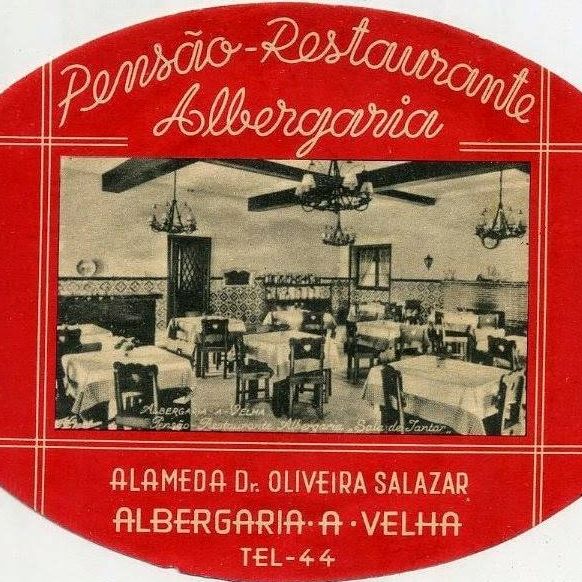 Pensão-Restaurante
Albergaria
ALBERGARIA-A-VELHA
Pensão-Restaurante Albergaria, Sala de Jantar
ALAMEDA Dr. OLIVEIRA SALAZAR
ALBERGARIA·A·VELHA
TEL-44